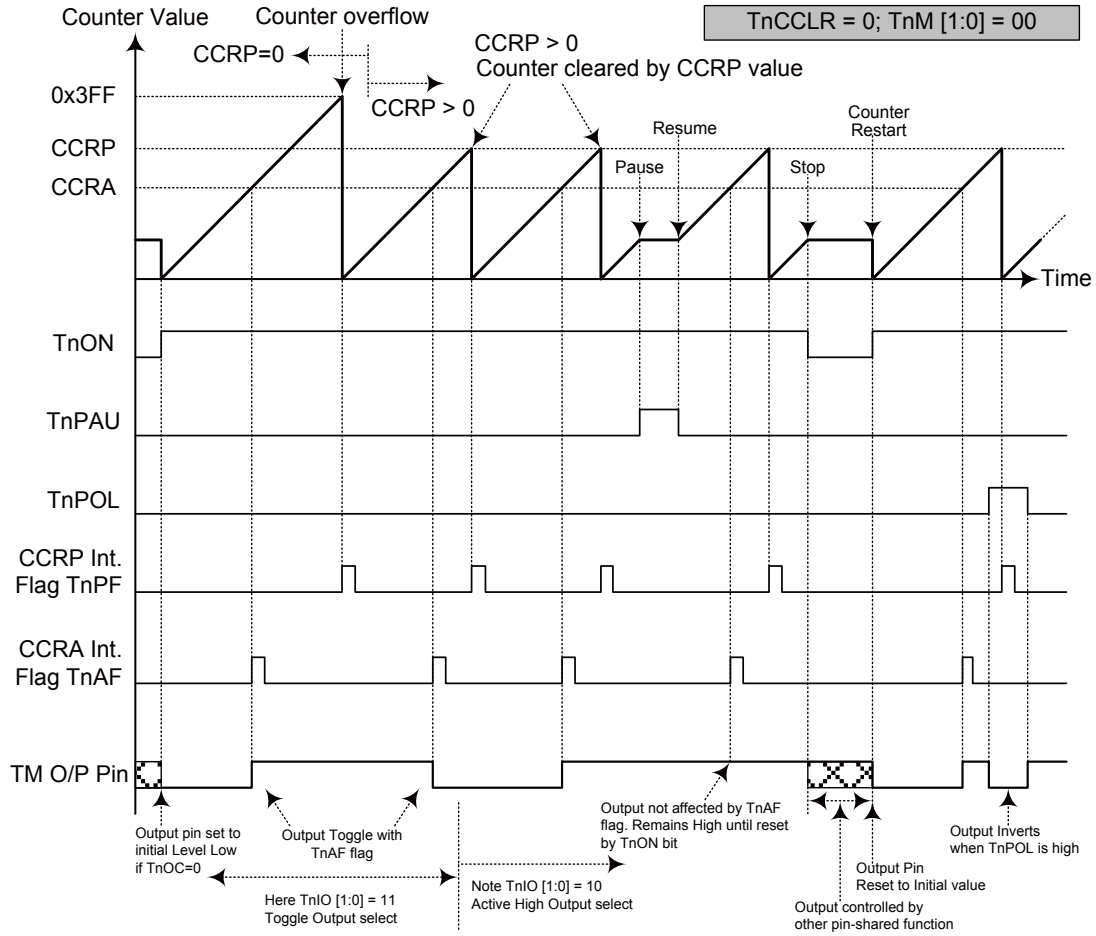 Counter Value
Counter overflow
TnCCLR = 0; TnM [1:0] = 00
CCRP=0
CCRP > 0
CCRP > 0
Counter cleared by CCRP value
0x3FF
CCRP
CCRA
Pause
Resume
Stop
Counter
Restart
Time
TnON
TnPAU
TnPOL
CCRP Int.
Flag TnPF
CCRA Int.
Flag TnAF
TM O/P Pin
Output pin set to
initial Level Low
if TnOC=0
Output Toggle with
TnAF flag
Output not affected by TnAF
flag. Remains High until reset
by TnON bit
Output Inverts
when TnPOL is high
Output Pin
Reset to Initial value
Here TnIO [1:0] = 11
Toggle Output select
Note TnIO [1:0] = 10
Active High Output select
Output controlled by
other pin-shared function